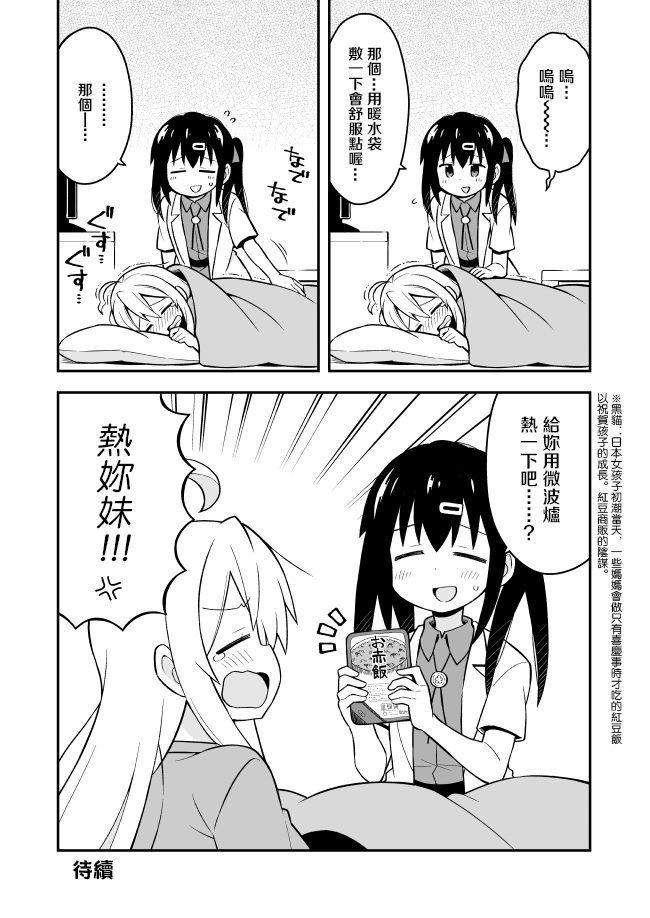 嗚…
嗚嗚~~~…
那個…用暖水袋
敷一下會舒服點喔…
………
那個──…
なで
なで
ぐす…
ぐす…
給妳用微波爐
熱一下吧……?
お赤飯
熱妳妹!!!
※黑貓：日本女孩子初潮當天，一些媽媽會做只有喜慶事時才吃的紅豆飯
以祝賀孩子的成長。紅豆商販的陰謀。
待續